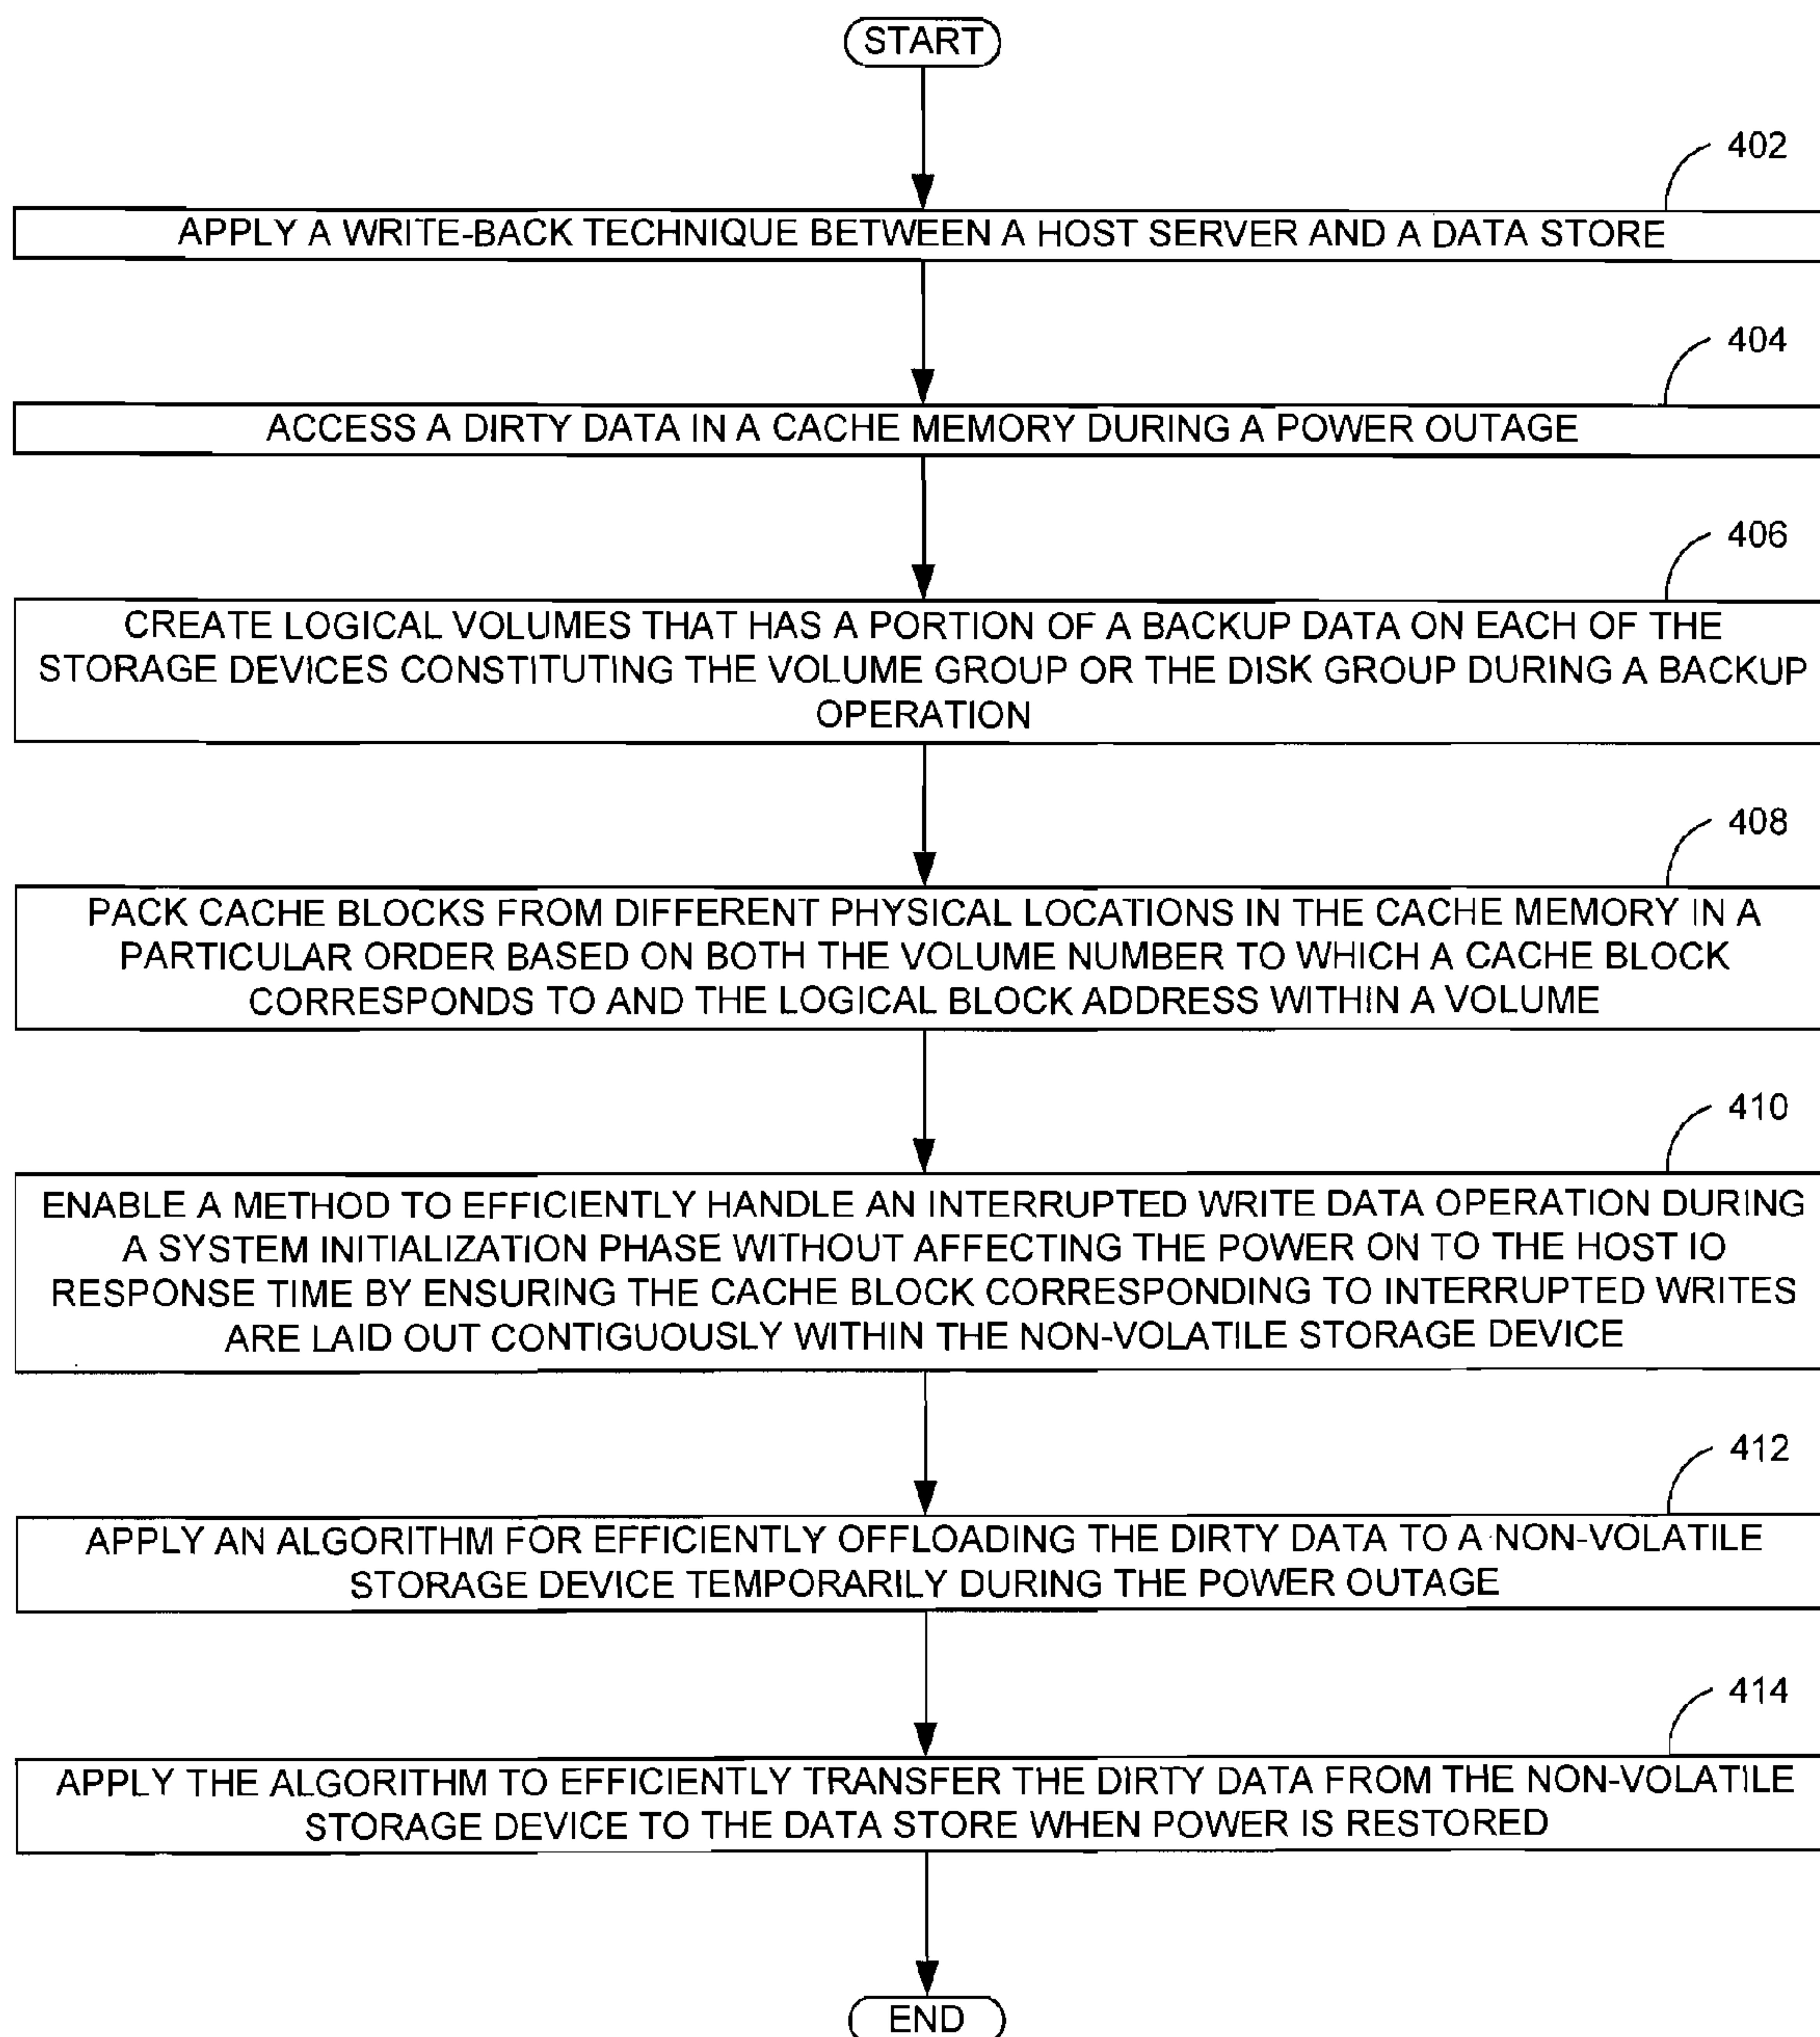 START
402
APPLY A WRITE-BACK TECHNIQUE BETWEEN A HOST SERVER AND A DATA STORE
404
ACCESS A DIRTY DATA IN A CACHE MEMORY DURING A POWER OUTAGE
406
CREATE LOGICAL VOLUMES THAT HAS A PORTION OF A BACKUP DATA ON EACH OF THE
STORAGE DEVICES CONSTITUTING THE VOLUME GROUP OR THE DISK GROUP DURING A BACKUP
OPERATION
408
PACK CACHE BLOCKS FROM DIFFERENT PHYSICAL LOCATIONS IN THE CACHE MEMORY IN A
PARTICULAR ORDER BASED ON BOTH THE VOLUME NUMBER TO WHICH A CACHE BLOCK
CORRESPONDS TO AND THE LOGICAL BLOCK ADDRESS WITHIN A VOLUME
410
ENABLE A METHOD TO EFFICIENTLY HANDLE AN INTERRUPTED WRITE DATA OPERATION DURING
A SYSTEM INITIALIZATION PHASE WITHOUT AFFECTING THE POWER ON TO THE HOST IO
RESPONSE TIME BY ENSURING THE CACHE BLOCK CORRESPONDING TO INTERRUPTED WRITES
ARE LAID OUT CONTIGUOUSLY WITHIN THE NON-VOLATILE STORAGE DEVICE
412
APPLY AN ALGORITHM FOR EFFICIENTLY OFFLOADING THE DIRTY DATA TO A NON-VOLATILE
STORAGE DEVICE TEMPORARILY DURING THE POWER OUTAGE
414
APPLY THE ALGORITHM TO EFFICIENTLY TRANSFER THE DIRTY DATA FROM THE NON-VOLATILE
STORAGE DEVICE TO THE DATA STORE WHEN POWER IS RESTORED
END